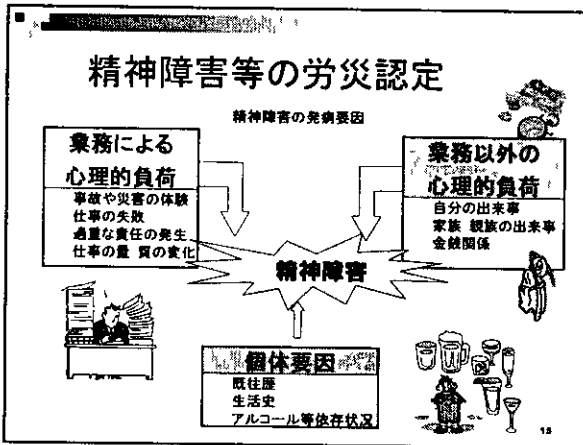 精神障害等の労災認定
精神障害の発病要因
業務による
心理的負荷
事故や災害の体験
仕事の失敗
過重な責任の発生
仕事の量 質の変化
業務以外の
心理的負荷
自分の出来事
家族 親族の出来事
金銭関係
精神障害
個体要因
既往歴
生活史
アルコール等依存状況